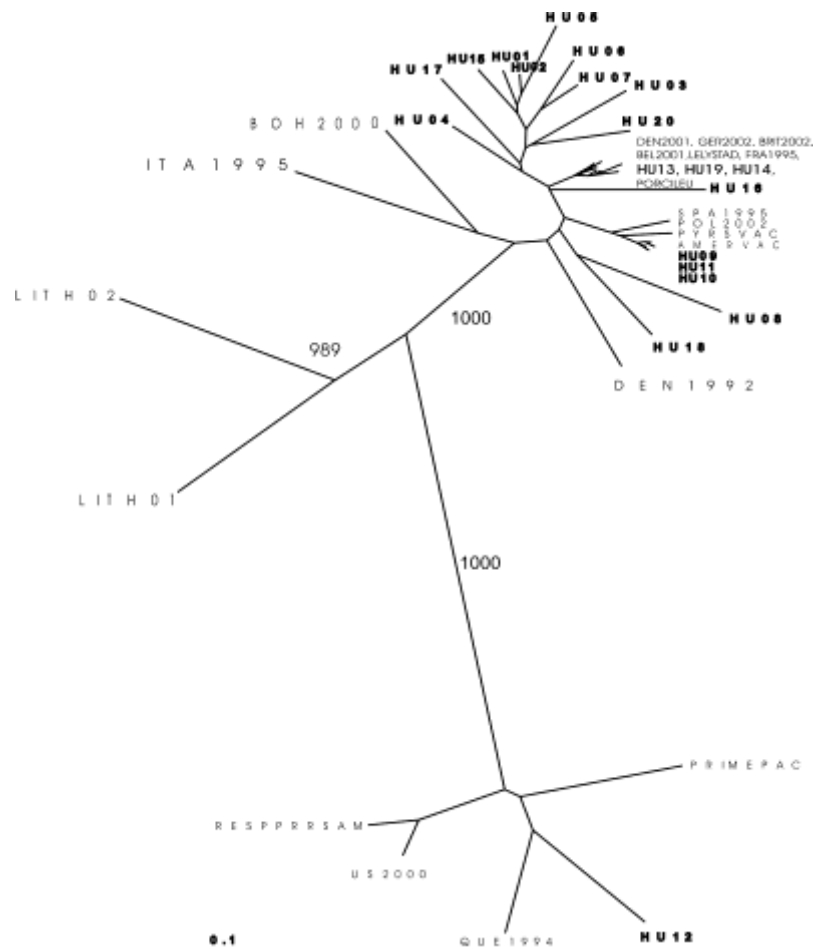 HU05
HU15 HU01
HU02
HU06
HU17
HU07
HU03
BOH2000
HU04
HU20
DEN2001, GER2002, BRIT2002,
BEL2001,LELYSTAD, FRA1995,
HU13, HU19, HU14,
PORCILEU
ITA1995
HU16
SPA1995
POL2002
PYRSVAC
AMERVAC
HU09
HU11
HU10
LITH02
HU08
1000
989
HU18
DEN1992
LITH01
1000
PRIMEPAC
RESPPRRSAM
US2000
0.1
QUE1994
HU12